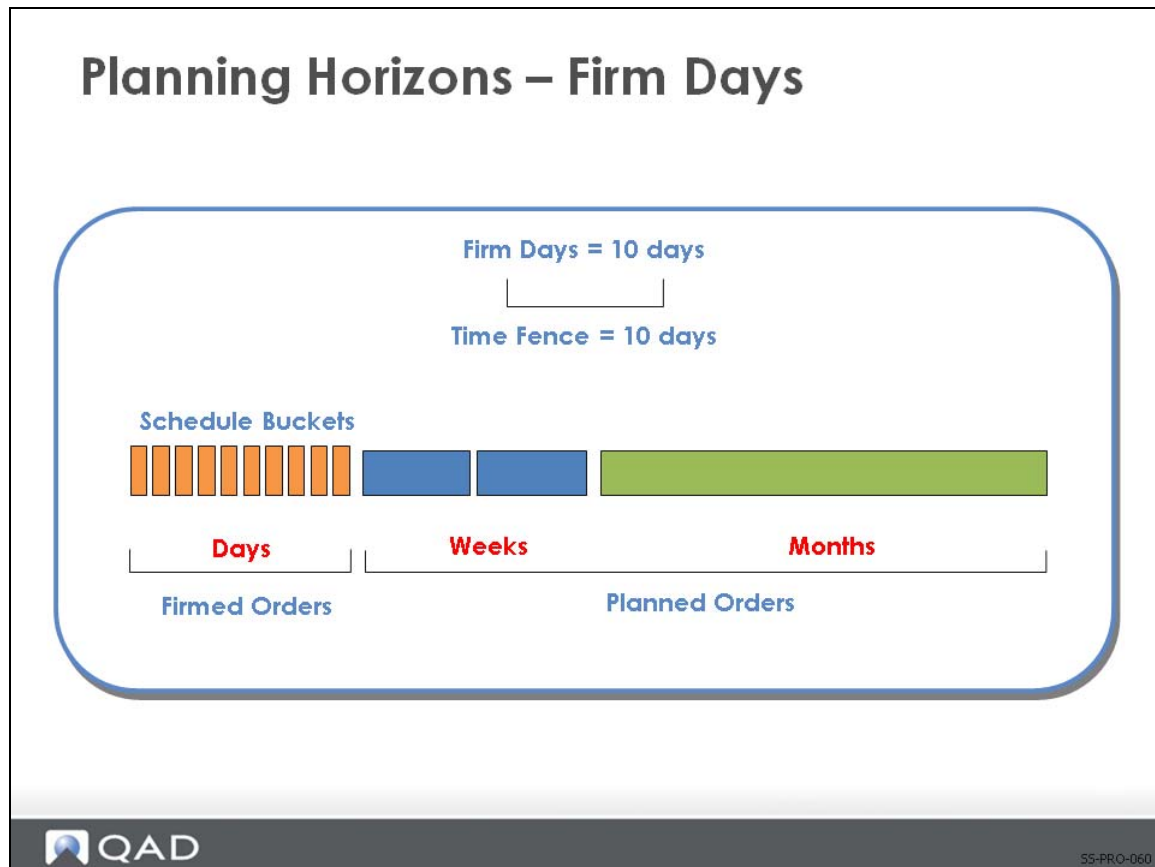 Planning Horizons – Firm Days
Firm Days = 10 days
Time Fence = 10 days
Schedule Buckets
Days
Weeks
Months
Firmed Orders
Planned Orders
QAD
SS-PRO-060